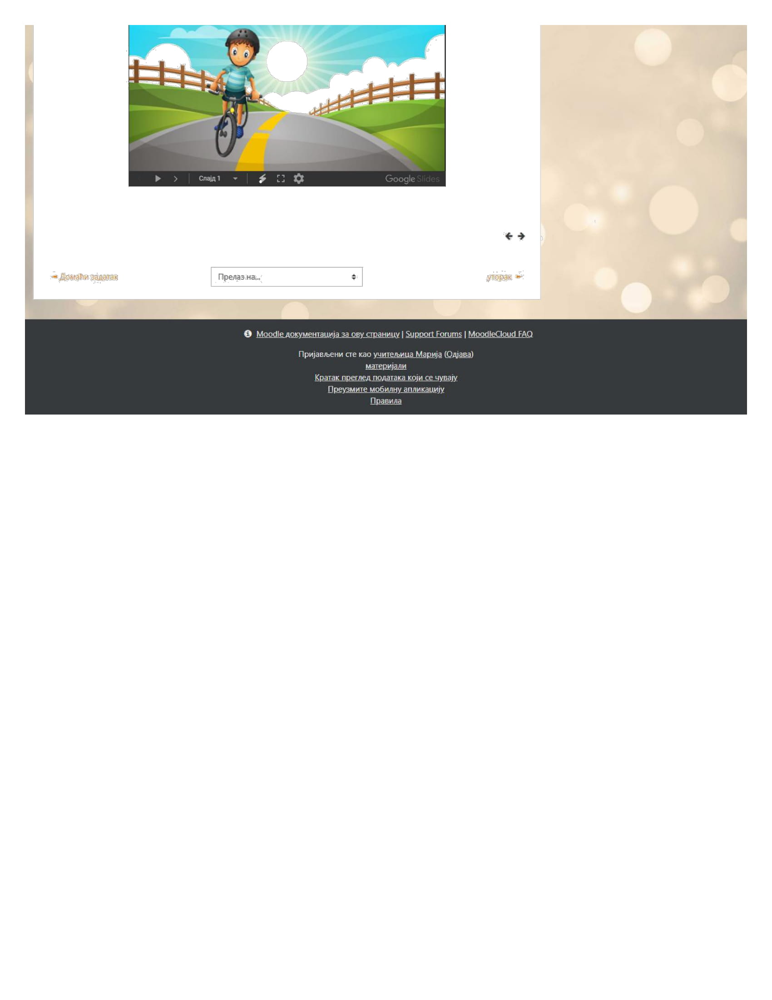 Слајд 1
Google Slides
Домаћи задатак
Прелаз на...
уторак
Moodle документација за ову страницу | Support Forums | MoodleCloud FAQ
Пријављени сте као учитељица Марија (Одјава)
материјали
Кратак преглед података који се чувају
Преузмите мобилну апликацију
Правила